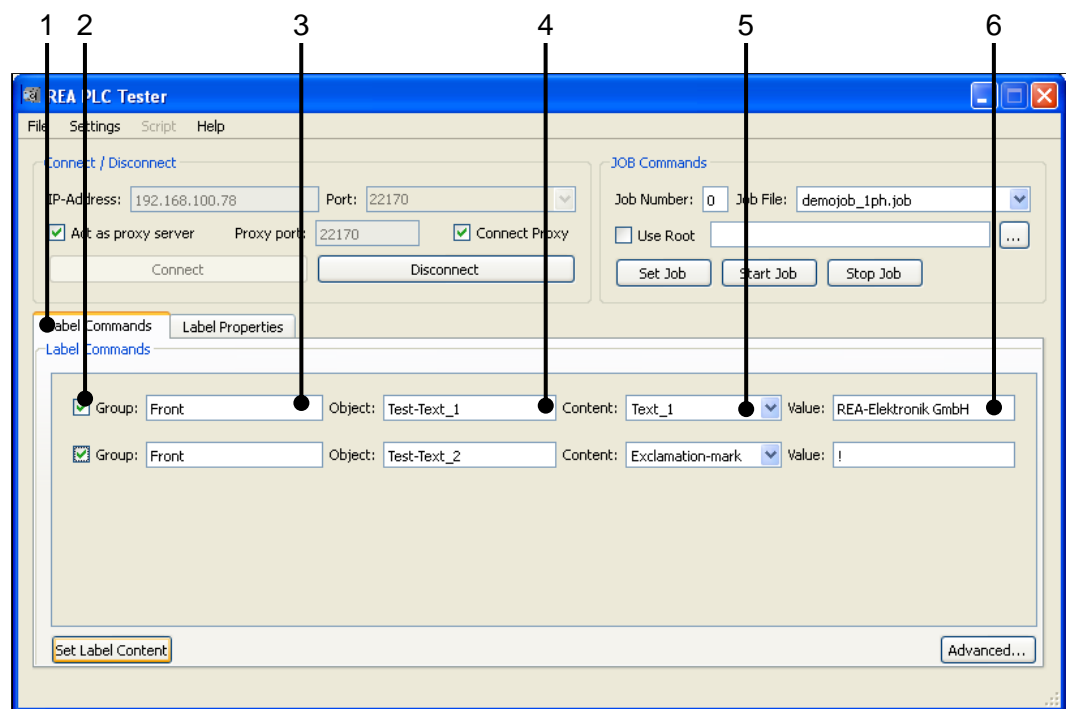 1 2 3 4 5 6
REA PLC Tester
File Settings Script Help
Connect / Disconnect JOB Commands
IP-Address: 192.168.100.78 Port: 22170 Job Number: 0 Job File: demojob_1ph.job
Act as proxy server Proxy port: 22170 Connect Proxy Use Root ...
Connect Disconnect Set Job Start Job Stop Job
Label Commands Label Properties
Label Commands
Group: Front Object: Test-Text_1 Content: Text_1 Value: REA-Elektronik GmbH
Group: Front Object: Test-Text_2 Content: Exclamation-mark Value: !
Set Label Content Advanced...